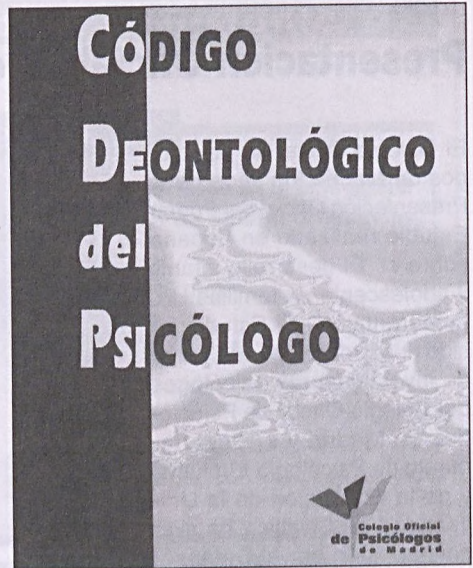 CÓDIGO
DEONTOLÓGICO
del
PSICÓLOGO
Colegio Oficial
de Psicólogos
de Madrid